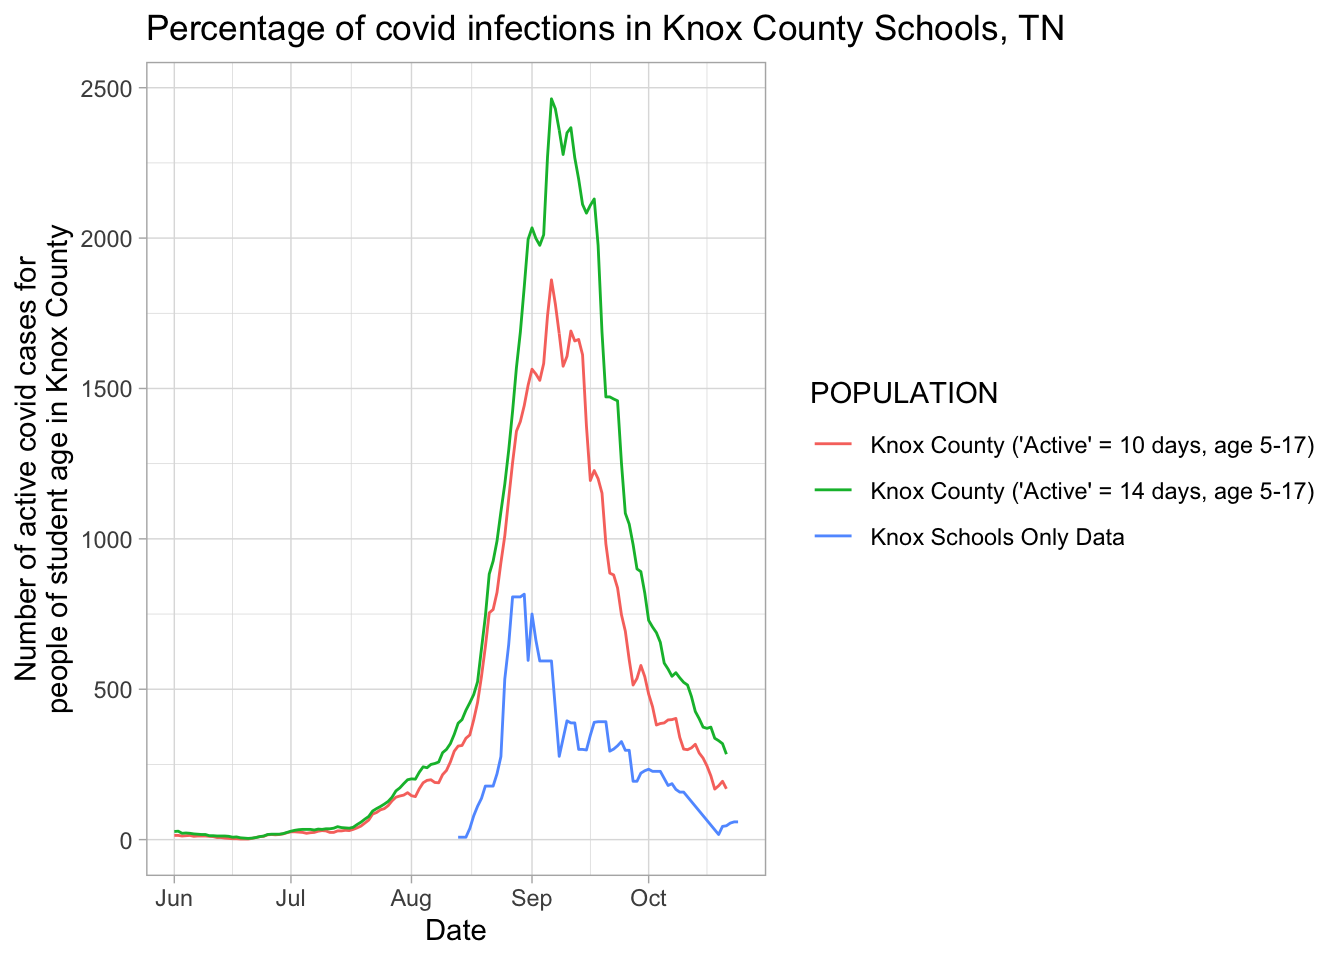 Percentage of covid infections in Knox County Schools, TN
Number of active covid cases for
people of student age in Knox County
2500
2000
1500
1000
500
0
Jun Jul Aug Sep Oct
Date
POPULATION
Knox County ('Active' = 10 days, age 5-17)
Knox County ('Active' = 14 days, age 5-17)
Knox Schools Only Data